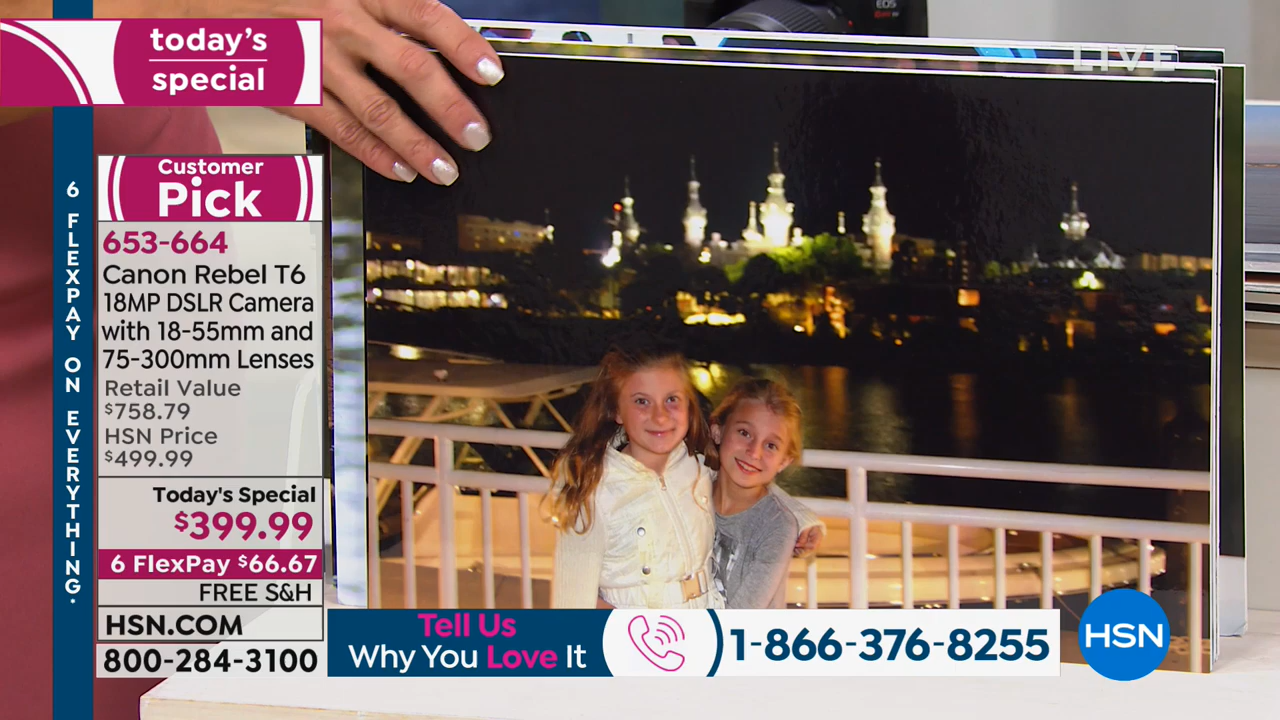 today's
special
LIVE
EOS
6 FLEXPAY ON EVERYTHING.
Customer
Pick
653-664
Canon Rebel T6
18MP DSLR Camera
with 18-55mm and
75-300mm Lenses
Retail Value
$758.79
HSN Price
$499.99
Today's Special
$399.99
6 FlexPay $66.67
FREE S&H
HSN.COM
800-284-3100
Tell Us
Why You Love It
1-866-376-8255
HSN